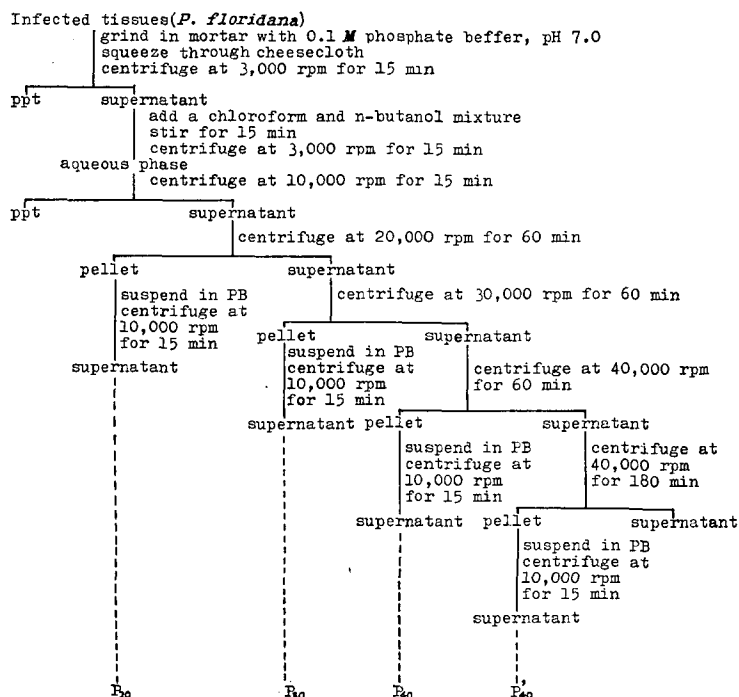 Infected tissues(P. floridana)
grind in mortar with 0.1 M phosphate beffer, pH 7.0
squeeze through cheesecloth
centrifuge at 3,000 rpm for 15 min
ppt supernatant
add a chloroform and n-butanol mixture
stir for 15 min
centrifuge at 3,000 rpm for 15 min
aqueous phase
centrifuge at 10,000 rpm for 15 min
ppt supernatant
centrifuge at 20,000 rpm for 60 min
pellet supernatant
suspend in PB
centrifuge at
10,000 rpm
for 15 min
supernatant
centrifuge at 30,000 rpm for 60 min
pellet supernatant
suspend in PB
centrifuge at
10,000 rpm
for 15 min
supernatant
centrifuge at 40,000 rpm
for 60 min
pellet supernatant
suspend in PB
centrifuge at
10,000 rpm
for 15 min
supernatant
centrifuge at
40,000 rpm
for 180 min
pellet supernatant
suspend in PB
centrifuge at
10,000 rpm
for 15 min
supernatant
P20 P30 P40 P'40